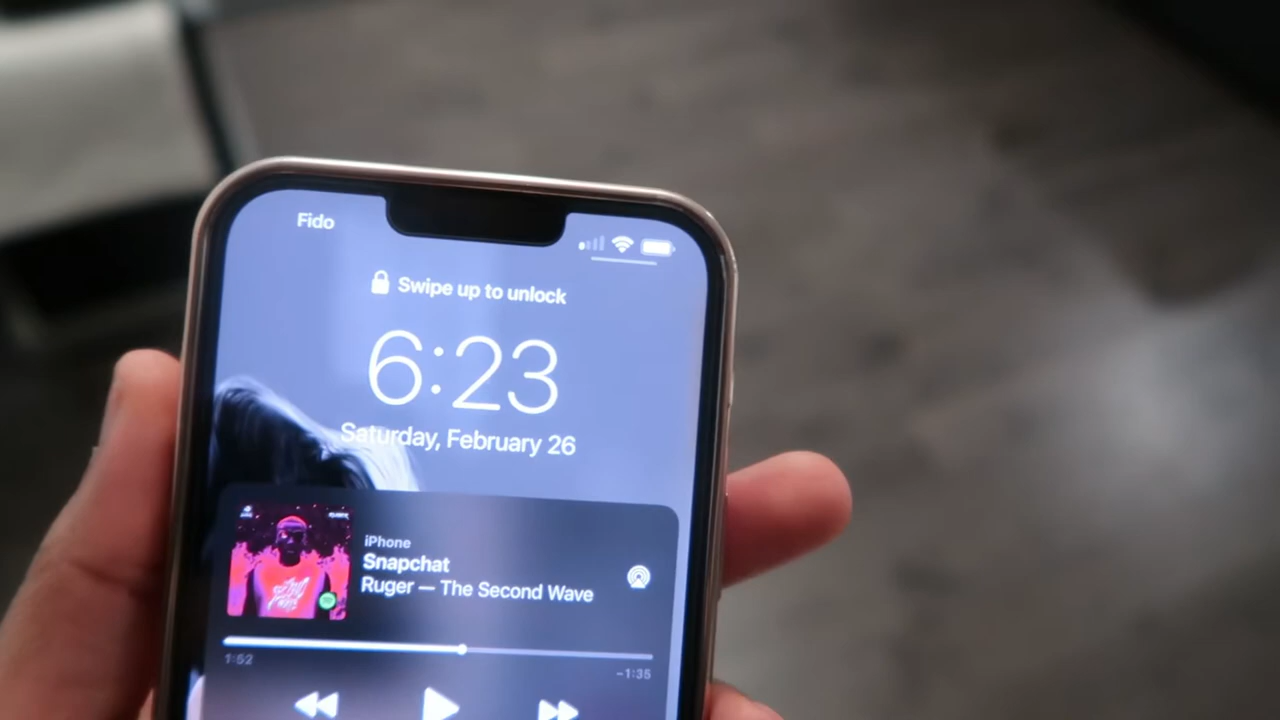 Fido
Swipe up to unlock
6:23
Saturday, February 26
iPhone
Snapchat
Ruger — The Second Wave
1:52
-1:35